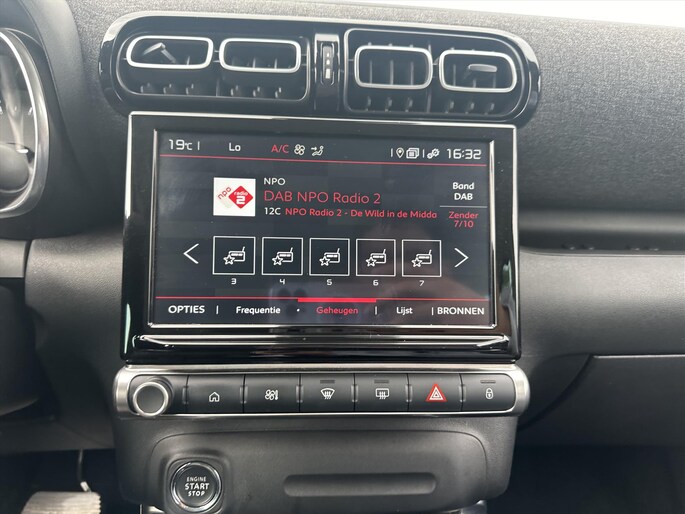 19°C Lo A/C 16:32
NPO
DAB NPO Radio 2
12C NPO Radio 2 - De Wild in de Midda
npo radio 2
Band
DAB
Zender
7/10
3 4 5 6 7
OPTIES Frequentie Geheugen Lijst BRONNEN
ENGINE
START
STOP